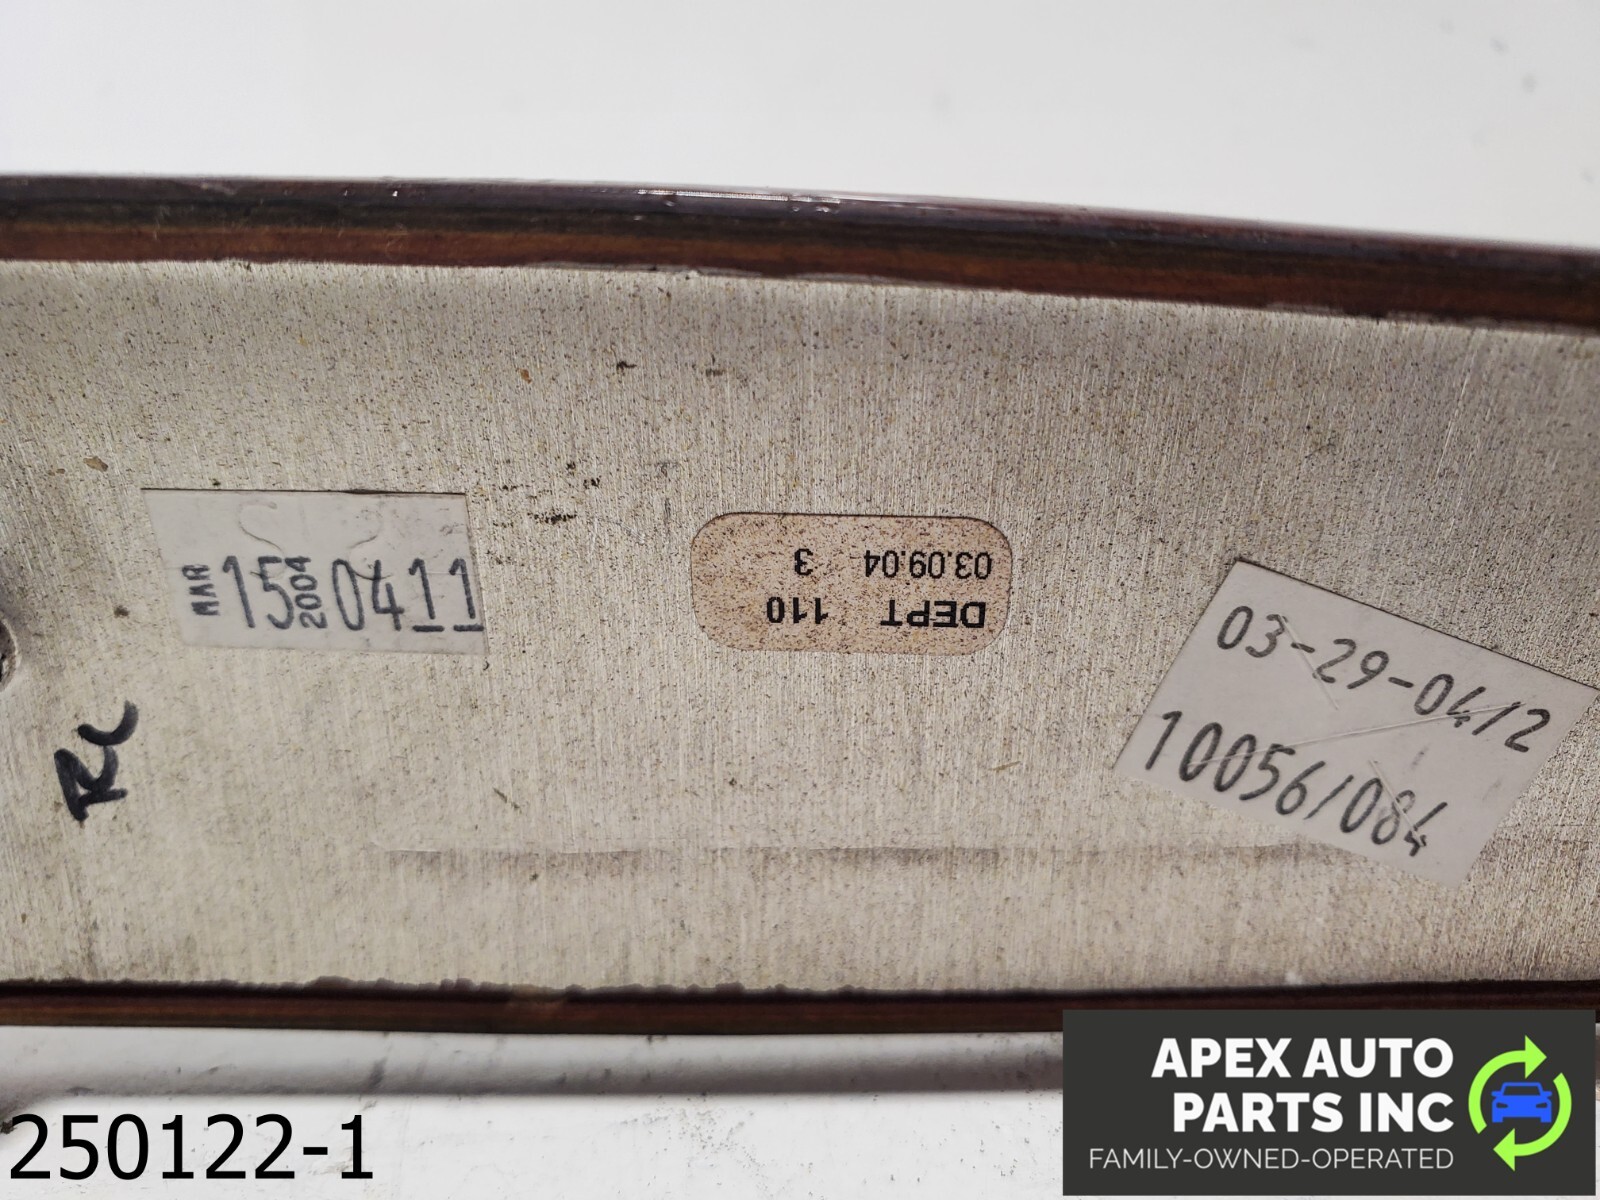 MAR 15 2004 0411
03.09.04 3
DEPT 110
03-29-04/2
10056/084
250122-1
APEX AUTO
PARTS INC
FAMILY-OWNED-OPERATED